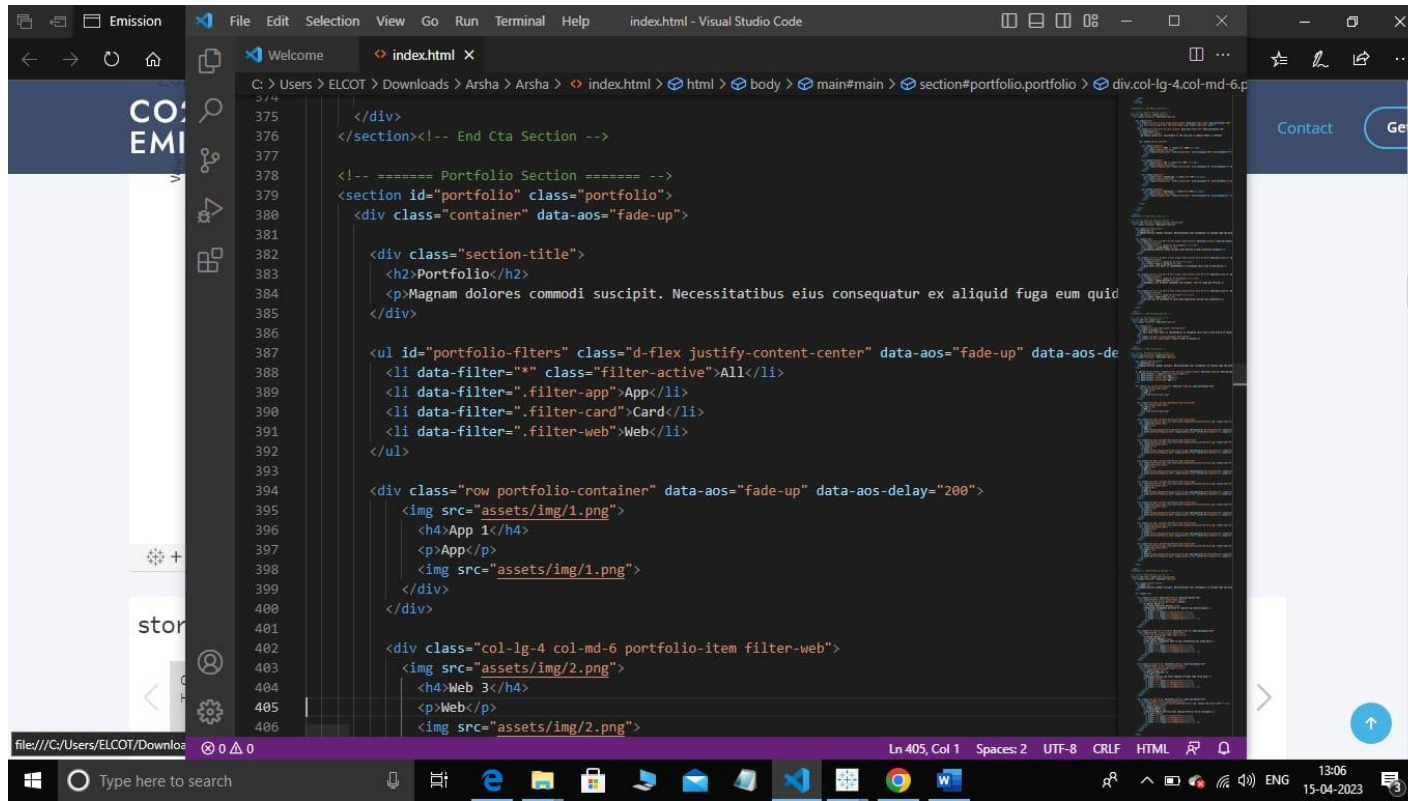 Emission
File Edit Selection View Go Run Terminal Help index.html - Visual Studio Code
Welcome
index.html
C: > Users > ELCOT > Downloads > Arsha > Arsha > index.html > html > body > main#main > section#portfolio.portfolio > div.col-lg-4.col-md-6.p
CO2
EMI
Contact
Ge
374
375 </div>
376 </section><!-- End Cta Section -->
377
378 <!-- ======= Portfolio Section ======= -->
379 <section id="portfolio" class="portfolio">
380 <div class="container" data-aos="fade-up">
381
382 <div class="section-title">
383 <h2>Portfolio</h2>
384 <p>Magnam dolores commodi suscipit. Necessitatibus eius consequatur ex aliquid fuga eum quid
385 </div>
386
387 <ul id="portfolio-flters" class="d-flex justify-content-center" data-aos="fade-up" data-aos-de
388 <li data-filter="*" class="filter-active">All</li>
389 <li data-filter=".filter-app">App</li>
390 <li data-filter=".filter-card">Card</li>
391 <li data-filter=".filter-web">Web</li>
392 </ul>
393
394 <div class="row portfolio-container" data-aos="fade-up" data-aos-delay="200">
395 <img src="assets/img/1.png">
396 <h4>App 1</h4>
397 <p>App</p>
398 <img src="assets/img/1.png">
399 </div>
400 </div>
401
402 <div class="col-lg-4 col-md-6 portfolio-item filter-web">
403 <img src="assets/img/2.png">
404 <h4>Web 3</h4>
405 <p>Web</p>
406 <img src="assets/img/2.png">
stor
file:///C:/Users/ELCOT/Downloa
0 0
Ln 405, Col 1 Spaces: 2 UTF-8 CRLF HTML
Type here to search
ENG
13:06
15-04-2023
3